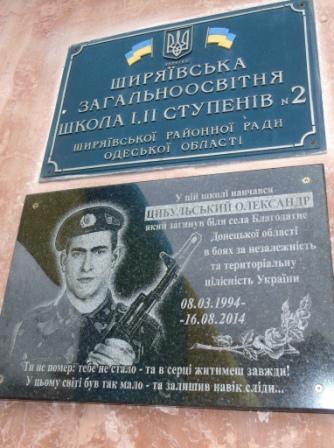 ШИРЯЇВСЬКА
ЗАГАЛЬНООСВІТНЯ
ШКОЛА І,ІІ СТУПЕНІВ №2
ШИРЯЇВСЬКОЇ РАЙОННОЇ РАДИ
ОДЕСЬКОЇ ОБЛАСТІ
У цій школі навчався
ЦИБУЛЬСЬКИЙ ОЛЕКСАНДР
який загинув біля села Благодатне
Донецької області
в боях за незалежність
та територіальну
цілісність України
08.03.1994-
-16.08.2014
Ти не помер: тебе не стало - та в серці житимеш завжди!
У цьому світі був так мало - та залишив навік сліди...